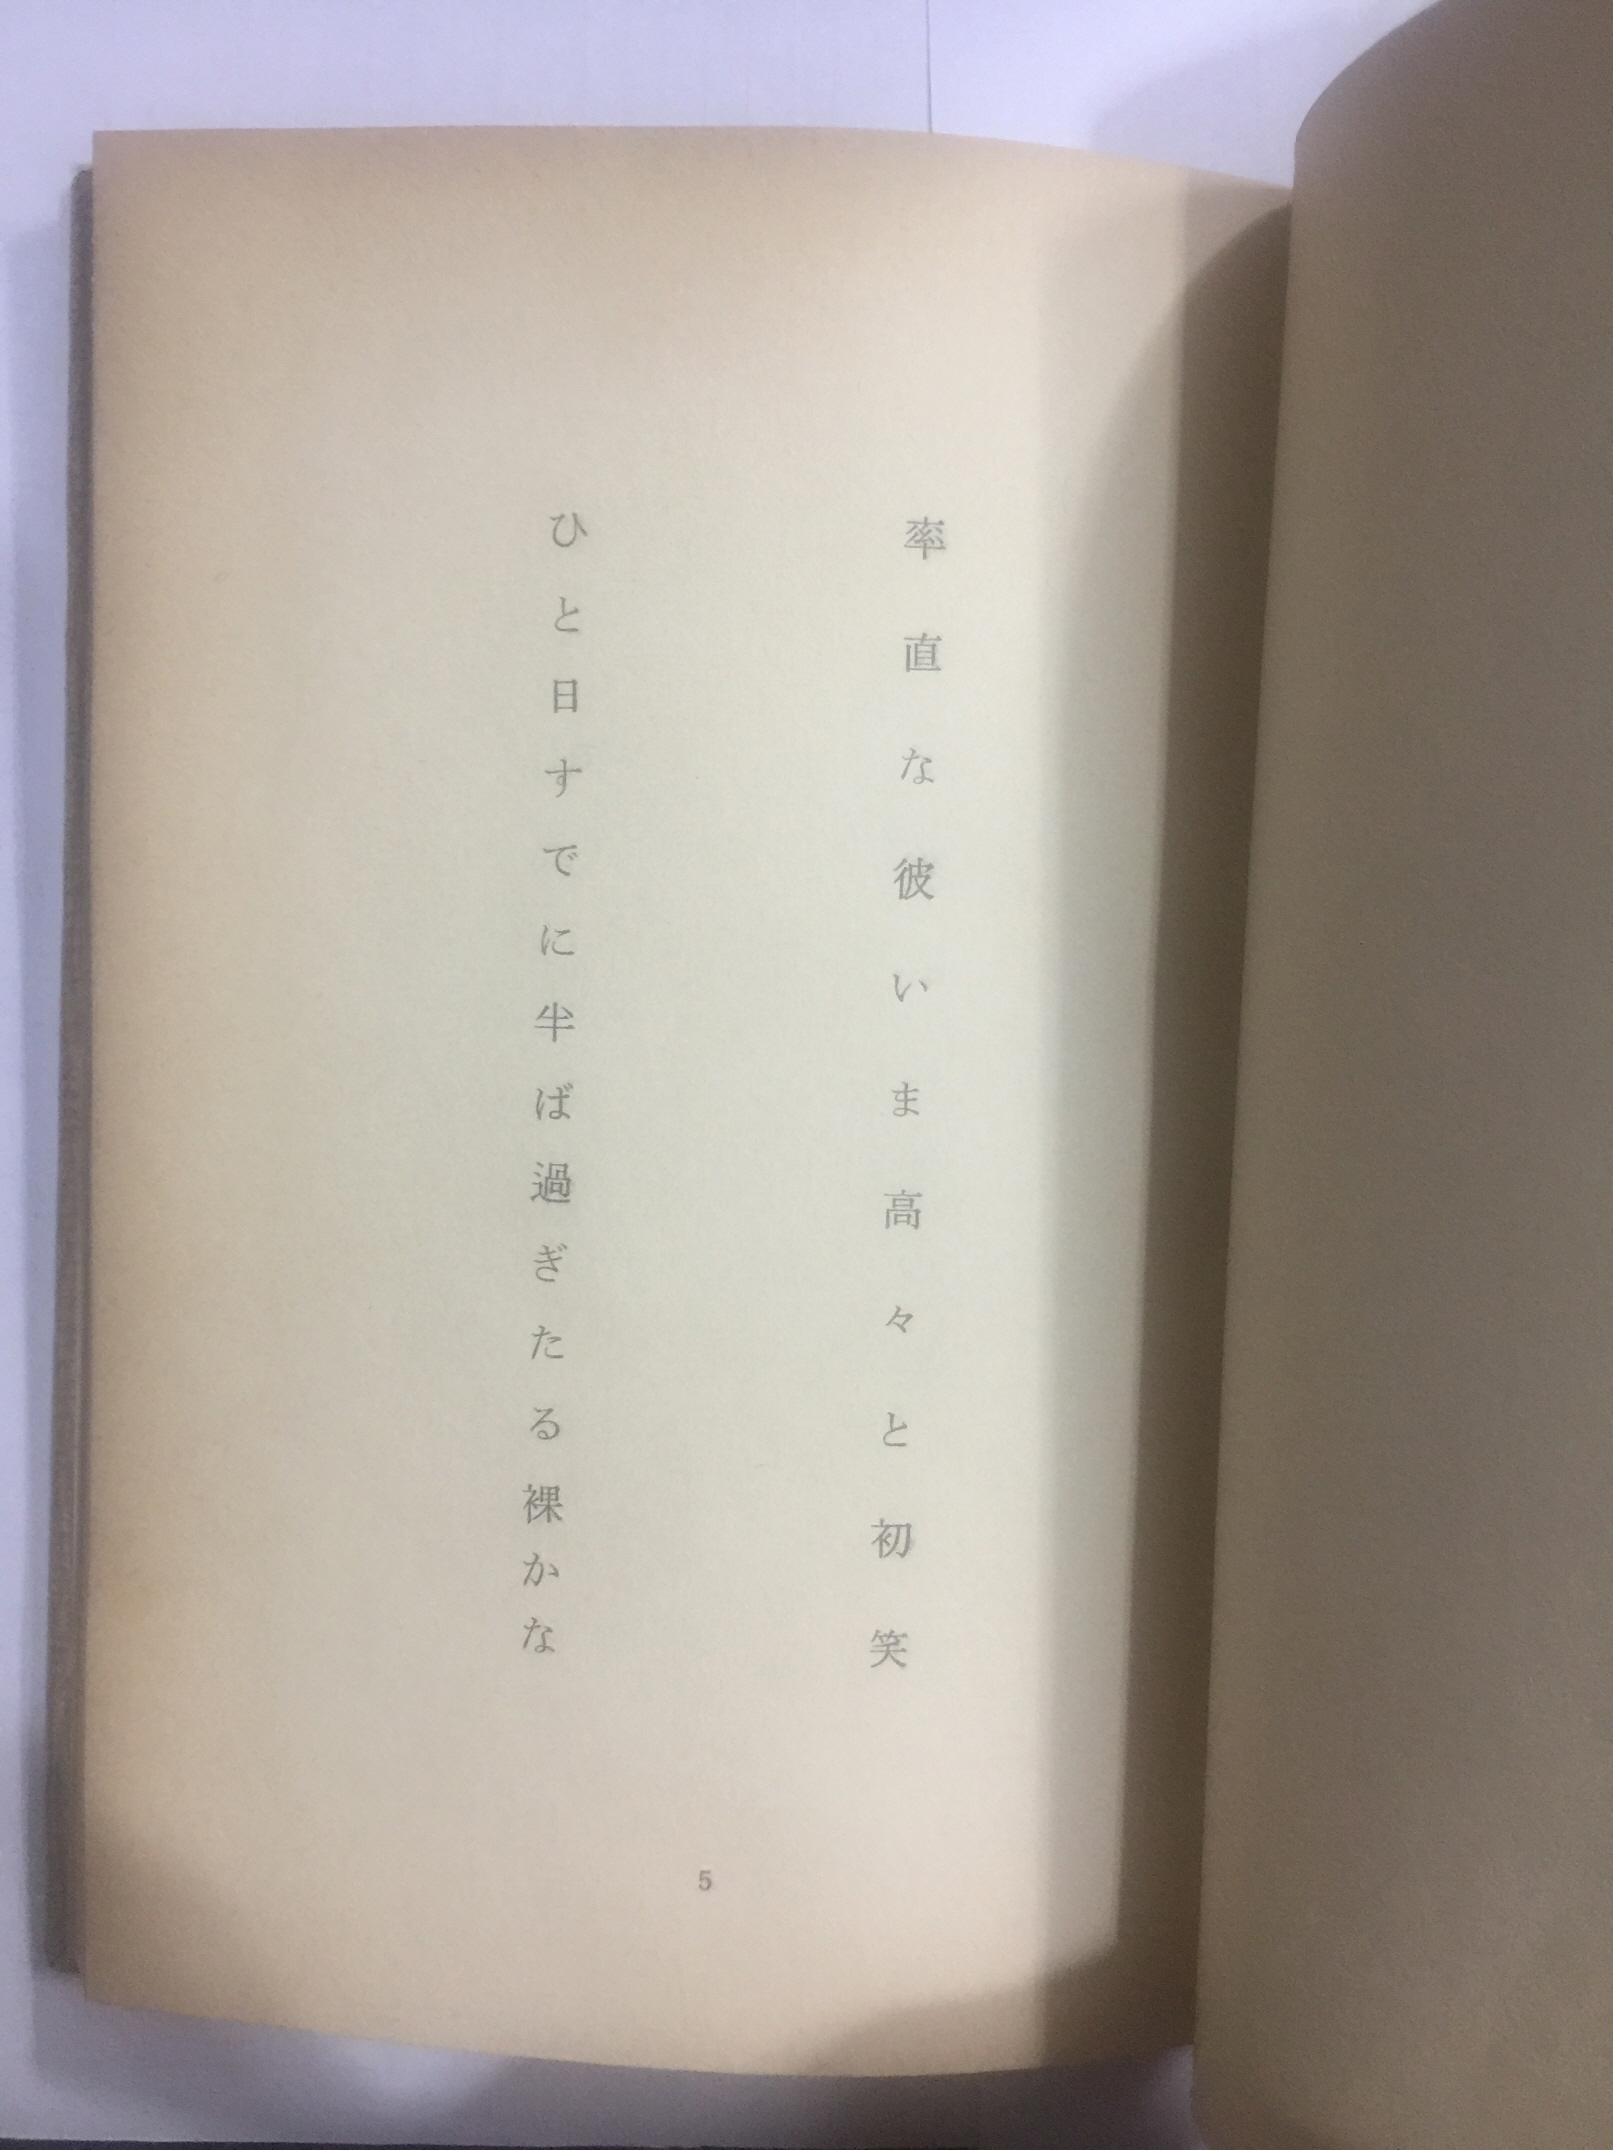 率直な彼いま高々と初笑
ひと日すでに半ば過ぎたる裸かな
5